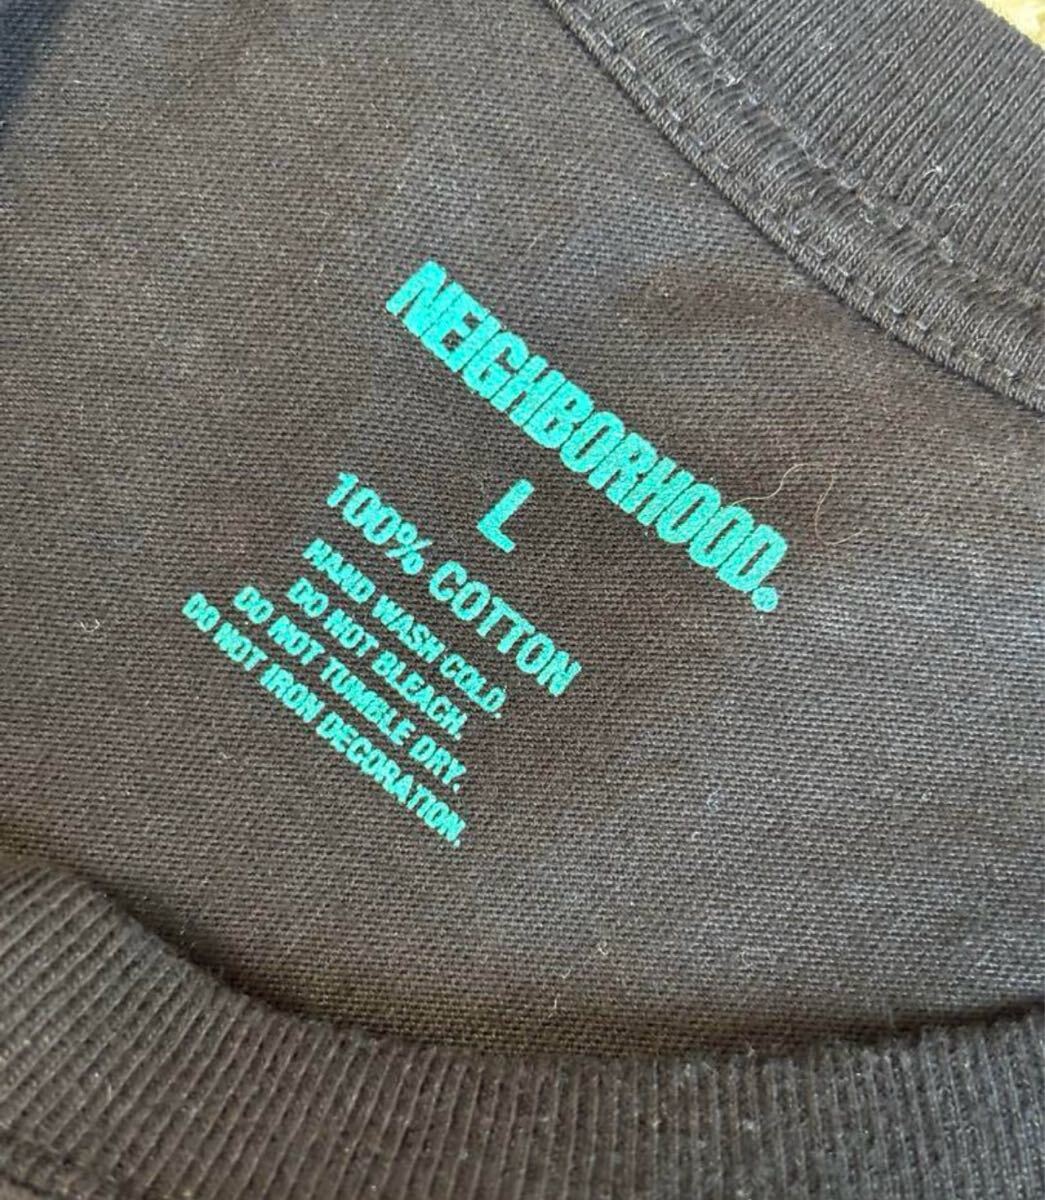 NEIGHBORHOOD®
L
100% COTTON
HAND WASH COLD.
DO NOT BLEACH.
DO NOT TUMBLE DRY.
DO NOT IRON DECORATION.